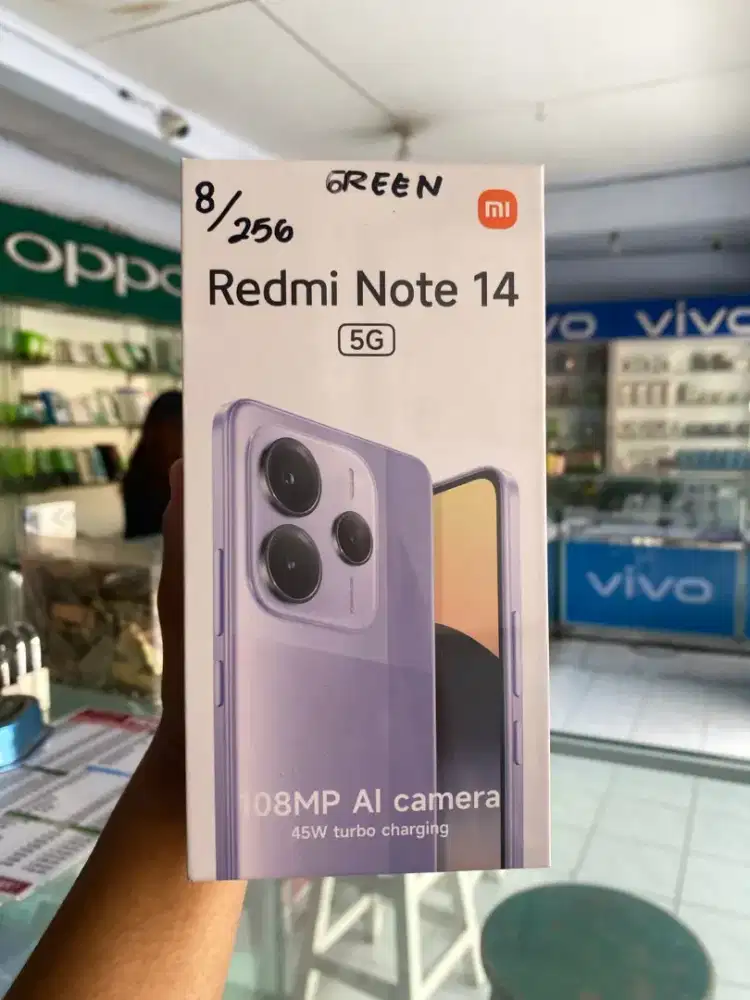 GREEN
8/256
mi
Redmi Note 14
5G
108MP AI camera
45W turbo charging
oppo
vivo
vivo